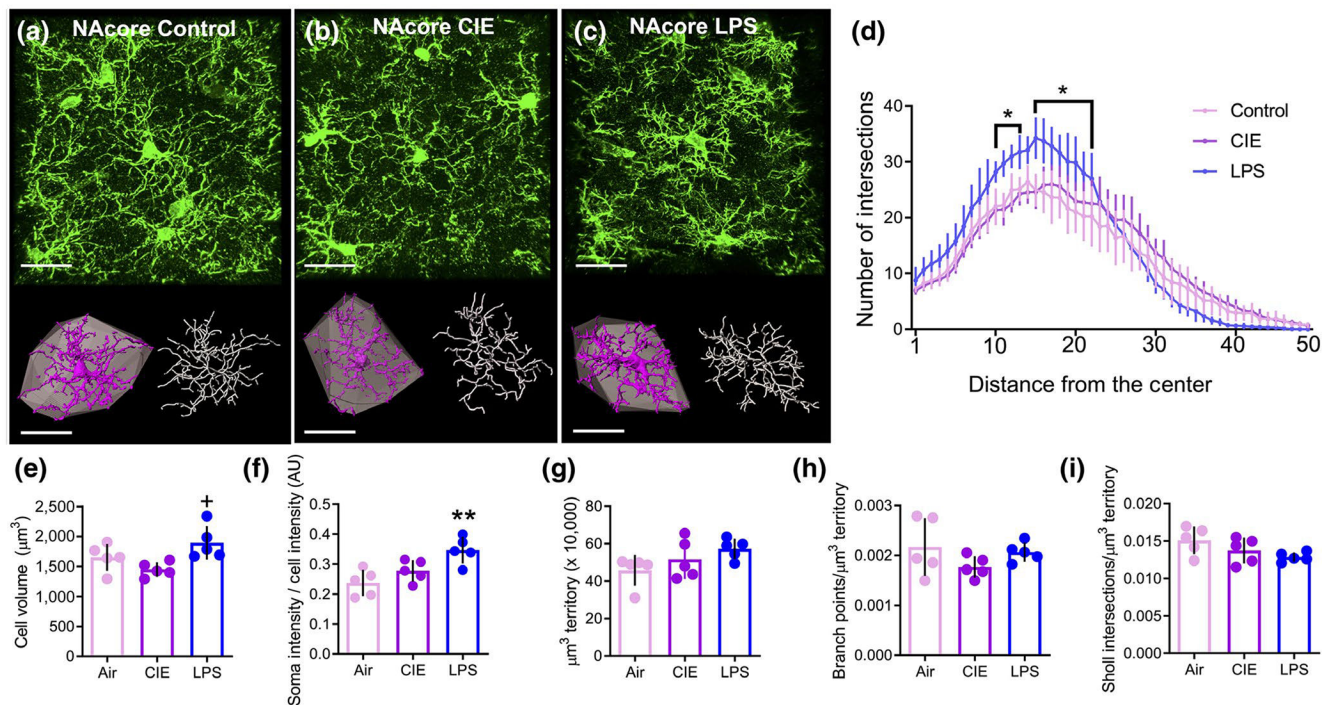 (a) NAcore Control
(b) NAcore CIE
(c) NAcore LPS
(d)
Number of intersections
40
30
20
10
0
1 10 20 30 40 50
Distance from the center
* *
Control
CIE
LPS
(e)
Cell volume (µm³)
2,500
2,000
1,500
1,000
500
0
+
Air CIE LPS
(f)
Soma intensity / cell intensity (AU)
0.5
0.4
0.3
0.2
0.1
0.0
**
Air CIE LPS
(g)
µm³ territory (x 10,000)
80
60
40
20
0
Air CIE LPS
(h)
Branch points/µm³ territory
0.003
0.002
0.001
0.000
Air CIE LPS
(i)
Sholl intersections/µm³ territory
0.020
0.015
0.010
0.005
0.000
Air CIE LPS